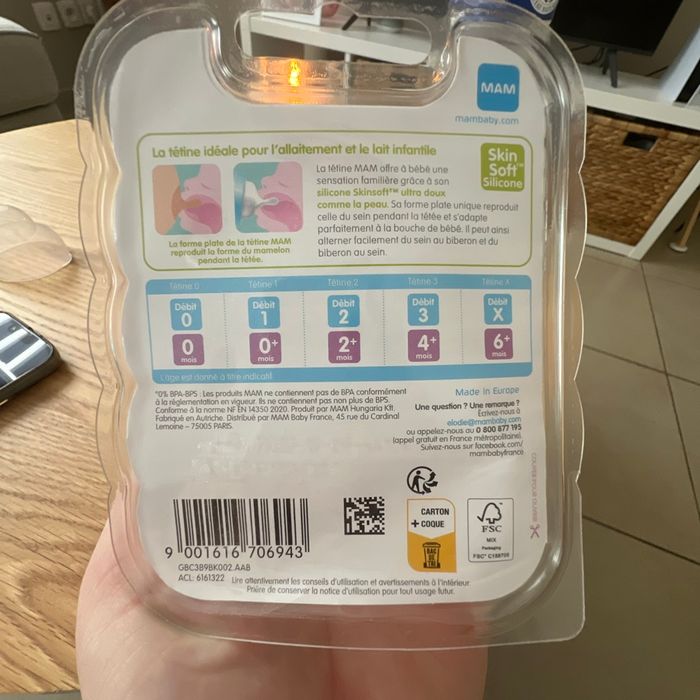 MAM
mambaby.com
La tétine idéale pour l'allaitement et le lait infantile
Skin
Soft™
Silicone
La tétine MAM offre à bébé une
sensation familière grâce à son
silicone Skinsoft™ ultra doux
comme la peau. Sa forme plate unique reproduit
celle du sein pendant la tétée et s'adapte
parfaitement à la bouche de bébé. Il peut ainsi
alterner facilement du sein au biberon et du
biberon au sein.
La forme plate de la tétine MAM
reproduit la forme du mamelon
pendant la tétée.
Tétine 0 Tétine 1 Tétine 2 Tétine 3 Tétine X
Débit Débit Débit Débit Débit
0 1 2 3 X
0 0+ 2+ 4+ 6+
mois mois mois mois mois
L'âge est donné à titre indicatif.
*0% BPA-BPS : Les produits MAM ne contiennent pas de BPA conformément
à la réglementation en vigueur. Ils ne contiennent pas non plus de BPS.
Conforme à la norme NF EN 14350 2020. Produit par MAM Hungaria Kft.
Fabriqué en Autriche. Distribué par MAM Baby France, 45 rue du Cardinal
Lemoine – 75005 PARIS.
Made in Europe
Une question ? Une remarque ?
Écrivez-nous à
elodie@mambaby.com
ou appelez-nous au 0 800 877 195
(appel gratuit en France métropolitaine).
Suivez-nous sur facebook.com/
mambabyfrance
COUPER POUR OUVRIR
CARTON
+ COQUE
BAC
DE
TRI
FSC
MIX
Packaging
9 001616 706943
GBC3B9BK002.AAB
ACL: 6161322
Lire attentivement les conseils d'utilisation et avertissements à l'intérieur.
Prière de conserver la notice d'utilisation pour tout usage futur.